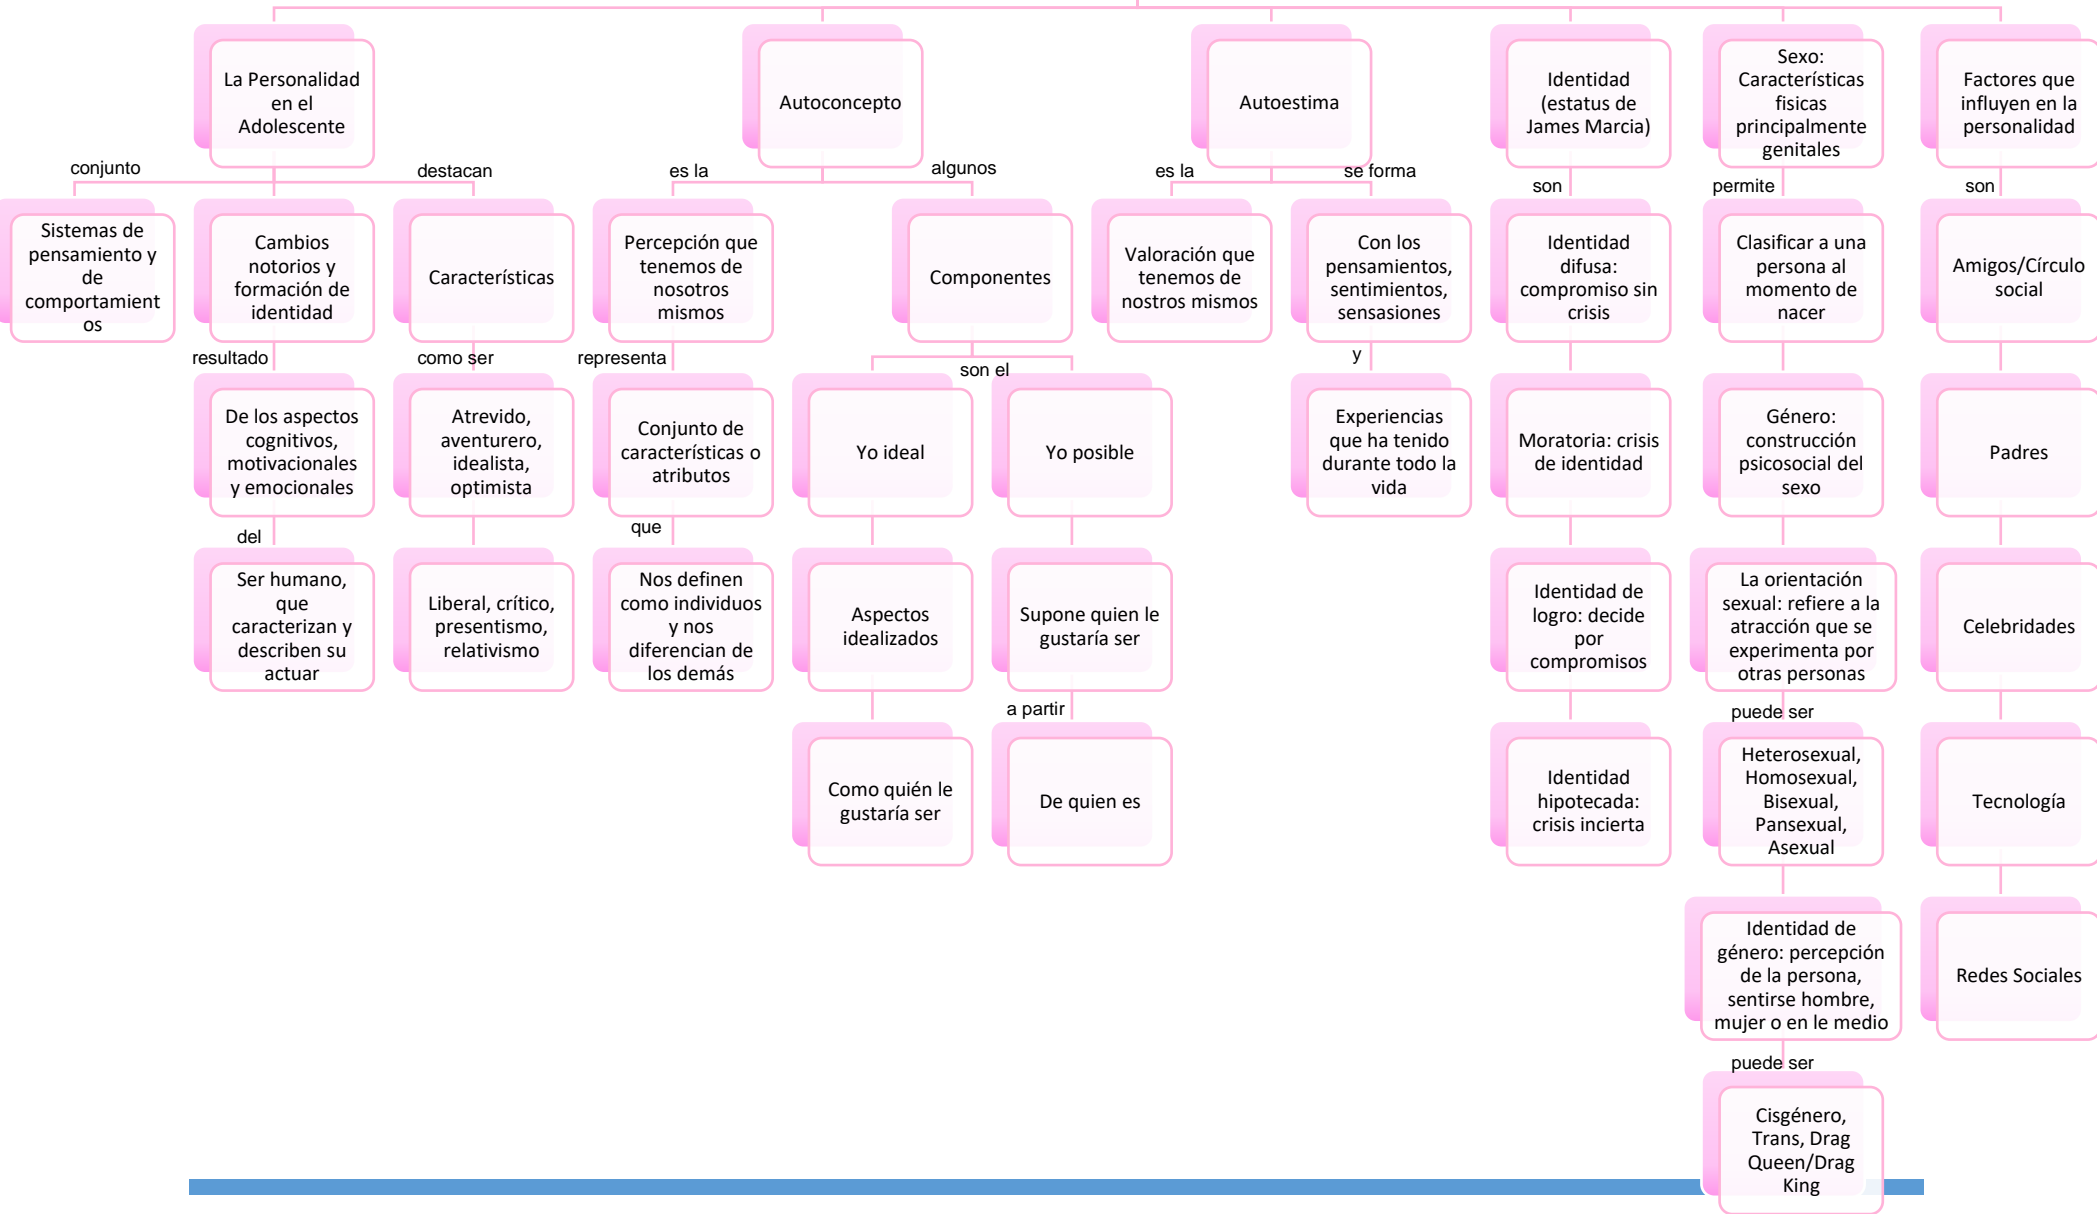 La Personalidad
en el
Adolescente
Autoconcepto
Autoestima
Identidad
(estatus de
James Marcia)
Sexo:
Característícas
fisicas
principalmente
genitales
Factores que
influyen en la
personalidad
conjunto
destacan
es la
algunos
es la
se forma
son
permite
son
Sistemas de
pensamiento y
de
comportamient
os
Cambios
notorios y
formación de
identidad
Característícas
Percepción que
tenemos de
nosotros
mismos
Componentes
Valoración que
tenemos de
nostros mismos
Con los
pensamientos,
sentimientos,
sensasiones
Identidad
difusa:
compromiso sin
crisis
Clasificar a una
persona al
momento de
nacer
Amigos/Círculo
social
resultado
como ser
representa
son el
y
De los aspectos
cognitivos,
motivacionales
y emocionales
Atrevido,
aventurero,
idealista,
optimista
Conjunto de
características o
atributos
Yo ideal
Yo posible
Experiencias
que ha tenido
durante todo la
vida
Moratoria: crisis
de identidad
Género:
construcción
psicosocial del
sexo
Padres
del
que
Ser humano,
que
caracterizan y
describen su
actuar
Liberal, crítico,
presentismo,
relativismo
Nos definen
como individuos
y nos
diferencian de
los demás
Aspectos
idealizados
Supone quien le
gustaría ser
Identidad de
logro: decide
por
compromisos
La orientación
sexual: refiere a la
atracción que se
experimenta por
otras personas
Celebridades
a partir
puede ser
Como quién le
gustaría ser
De quien es
Identidad
hipotecada:
crisis incierta
Heterosexual,
Homosexual,
Bisexual,
Pansexual,
Asexual
Tecnología
Identidad de
género: percepción
de la persona,
sentirse hombre,
mujer o en le medio
Redes Sociales
puede ser
Cisgénero,
Trans, Drag
Queen/Drag
King